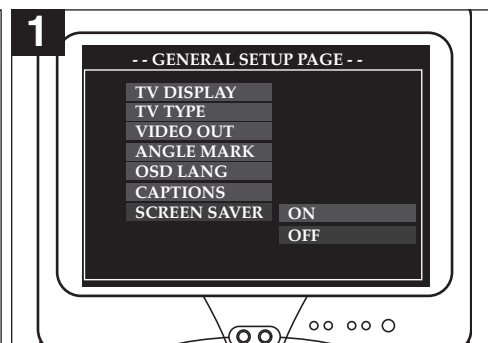 1
- - GENERAL SETUP PAGE - -
TV DISPLAY
TV TYPE
VIDEO OUT
ANGLE MARK
OSD LANG
CAPTIONS
SCREEN SAVER ON
OFF